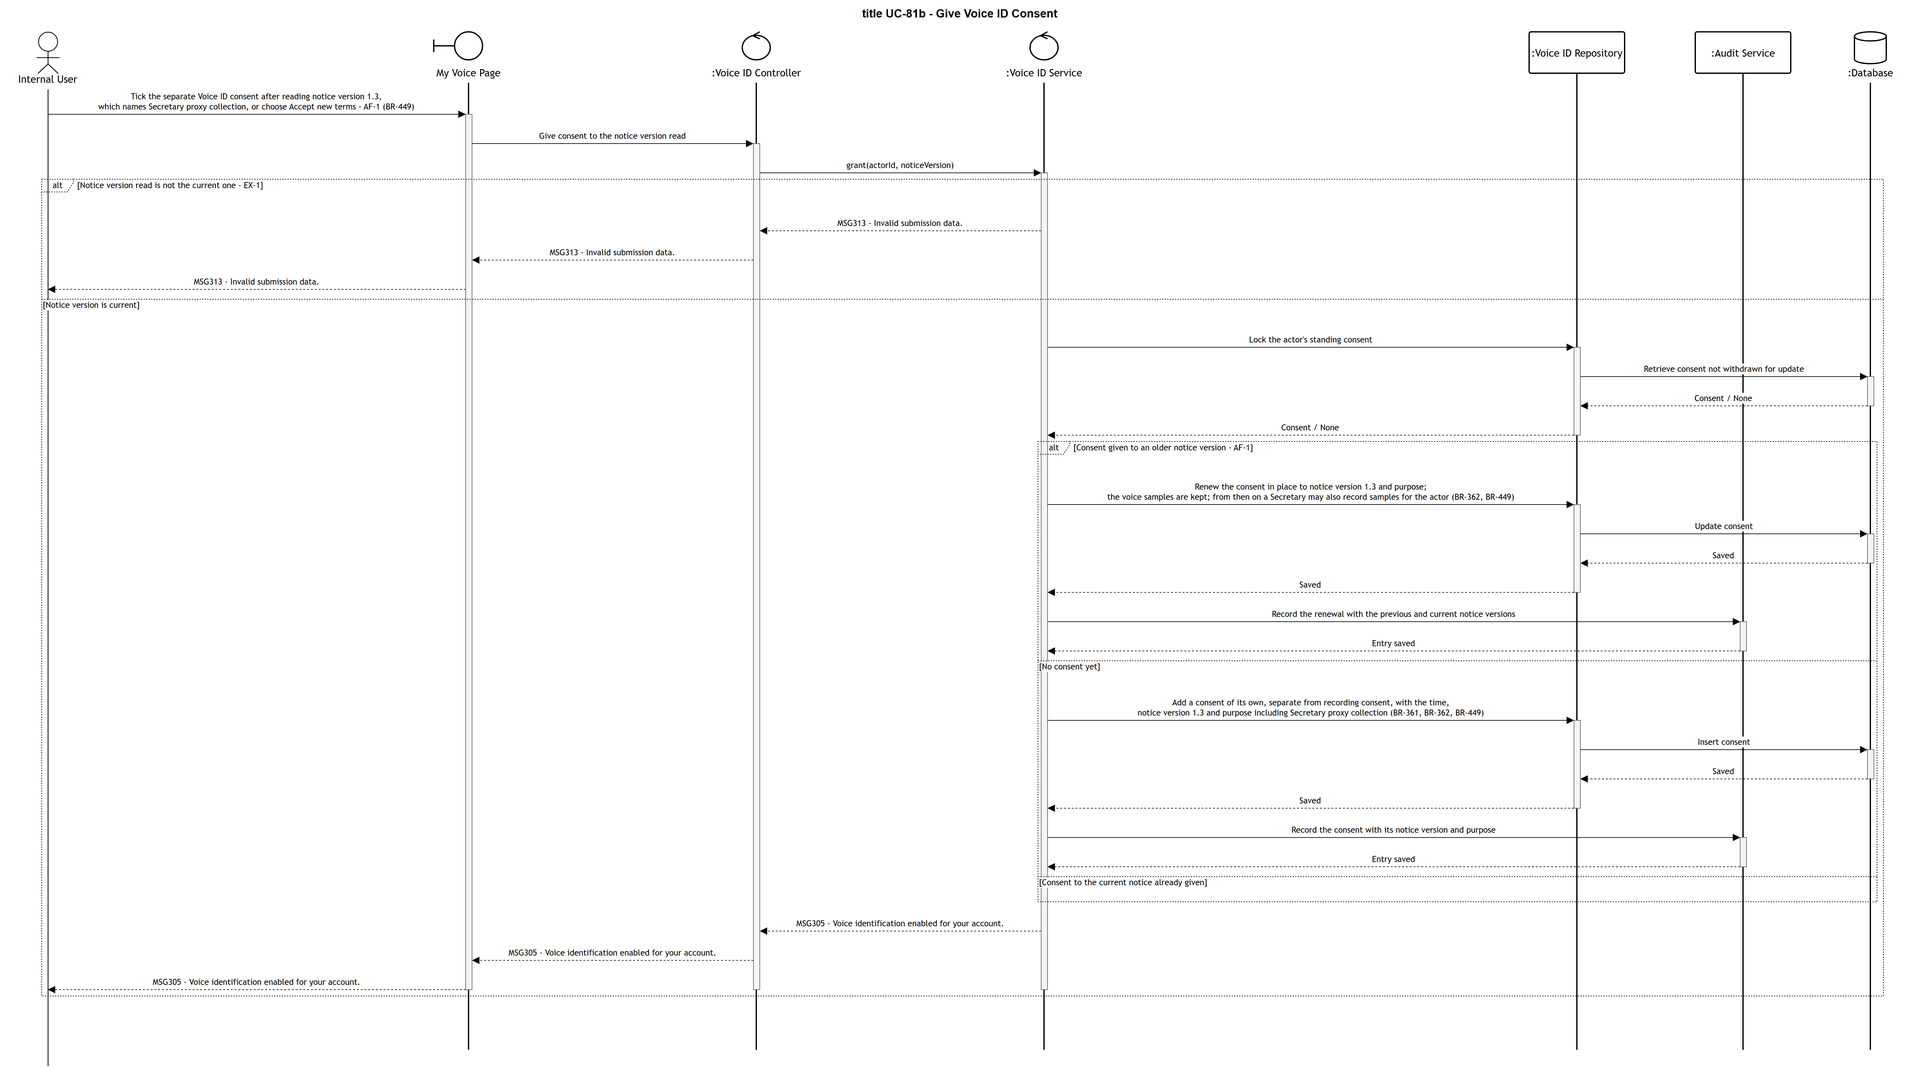 title UC-81b - Give Voice ID Consent
Internal User
My Voice Page
:Voice ID Controller
:Voice ID Service
:Voice ID Repository
:Audit Service
:Database
Tick the separate Voice ID consent after reading notice version 1.3,
which names Secretary proxy collection, or choose Accept new terms - AF-1 (BR-449)
Give consent to the notice version read
grant(actorId, noticeVersion)
alt
[Notice version read is not the current one - EX-1]
MSG313 - Invalid submission data.
MSG313 - Invalid submission data.
MSG313 - Invalid submission data.
[Notice version is current]
Lock the actor's standing consent
Retrieve consent not withdrawn for update
Consent / None
Consent / None
alt
[Consent given to an older notice version - AF-1]
Renew the consent in place to notice version 1.3 and purpose;
the voice samples are kept; from then on a Secretary may also record samples for the actor (BR-362, BR-449)
Update consent
Saved
Saved
Record the renewal with the previous and current notice versions
Entry saved
[No consent yet]
Add a consent of its own, separate from recording consent, with the time,
notice version 1.3 and purpose including Secretary proxy collection (BR-361, BR-362, BR-449)
Insert consent
Saved
Saved
Record the consent with its notice version and purpose
Entry saved
[Consent to the current notice already given]
MSG305 - Voice identification enabled for your account.
MSG305 - Voice identification enabled for your account.
MSG305 - Voice identification enabled for your account.